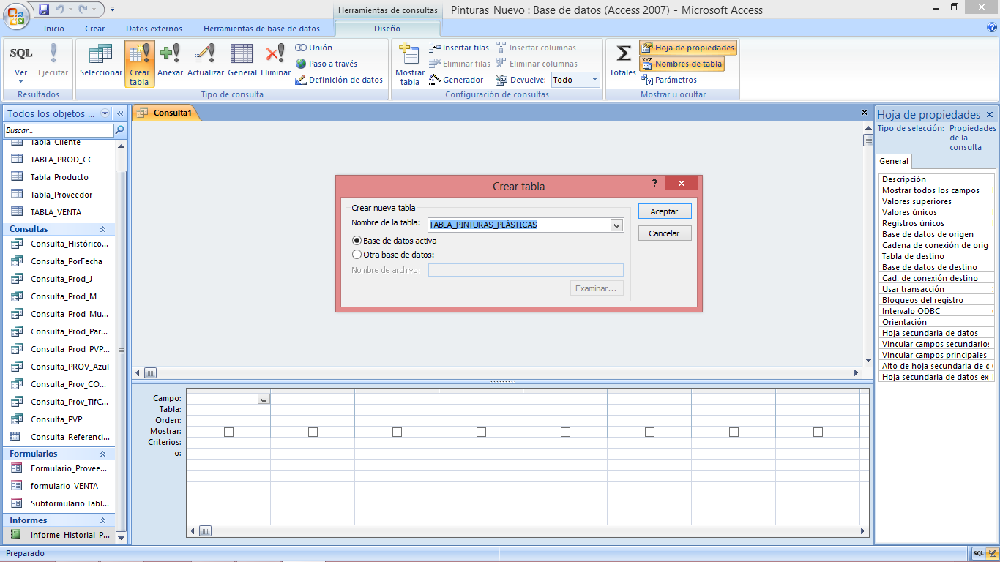 Herramientas de consultas
Pinturas_Nuevo : Base de datos (Access 2007) - Microsoft Access
Inicio
Crear
Datos externos
Herramientas de base de datos
Diseño
SQL
Ver
Ejecutar
Resultados
Seleccionar
Crear tabla
Anexar
Actualizar
General
Eliminar
Unión
Paso a través
Definición de datos
Tipo de consulta
Mostrar tabla
Insertar filas
Eliminar filas
Generador
Insertar columnas
Eliminar columnas
Devuelve: Todo
Configuración de consultas
Totales
Hoja de propiedades
Nombres de tabla
Parámetros
Mostrar u ocultar
Todos los objetos ...
Buscar...
Tabla_Cliente
TABLA_PROD_CC
Tabla_Producto
Tabla_Proveedor
TABLA_VENTA
Consultas
Consulta_Histórico...
Consulta_PorFecha
Consulta_Prod_J
Consulta_Prod_M
Consulta_Prod_Mu...
Consulta_Prod_Par...
Consulta_Prod_PVP...
Consulta_PROV_Azul
Consulta_Prov_CO...
Consulta_Prov_TlfC...
Consulta_PVP
Consulta_Referenci...
Formularios
Formulario_Provee...
formulario_VENTA
Subformulario Tabl...
Informes
Informe_Historial_P...
Consulta1
Crear tabla
?
Crear nueva tabla
Nombre de la tabla: TABLA_PINTURAS_PLÁSTICAS
Base de datos activa
Otra base de datos:
Nombre de archivo:
Examinar...
Aceptar
Cancelar
Campo:
Tabla:
Orden:
Mostrar:
Criterios:
o:
Hoja de propiedades
Tipo de selección: Propiedades de la consulta
General
Descripción
Mostrar todos los campos
Valores superiores
Valores únicos
Registros únicos
Base de datos de origen
Cadena de conexión de orig
Tabla de destino
Base de datos de destino
Cad. de conexión destino
Usar transacción
Bloqueos del registro
Intervalo ODBC
Orientación
Hoja secundaria de datos
Vincular campos secundarios
Vincular campos principales
Alto de hoja secundaria de c
Hoja secundaria de datos ex
Preparado
SQL